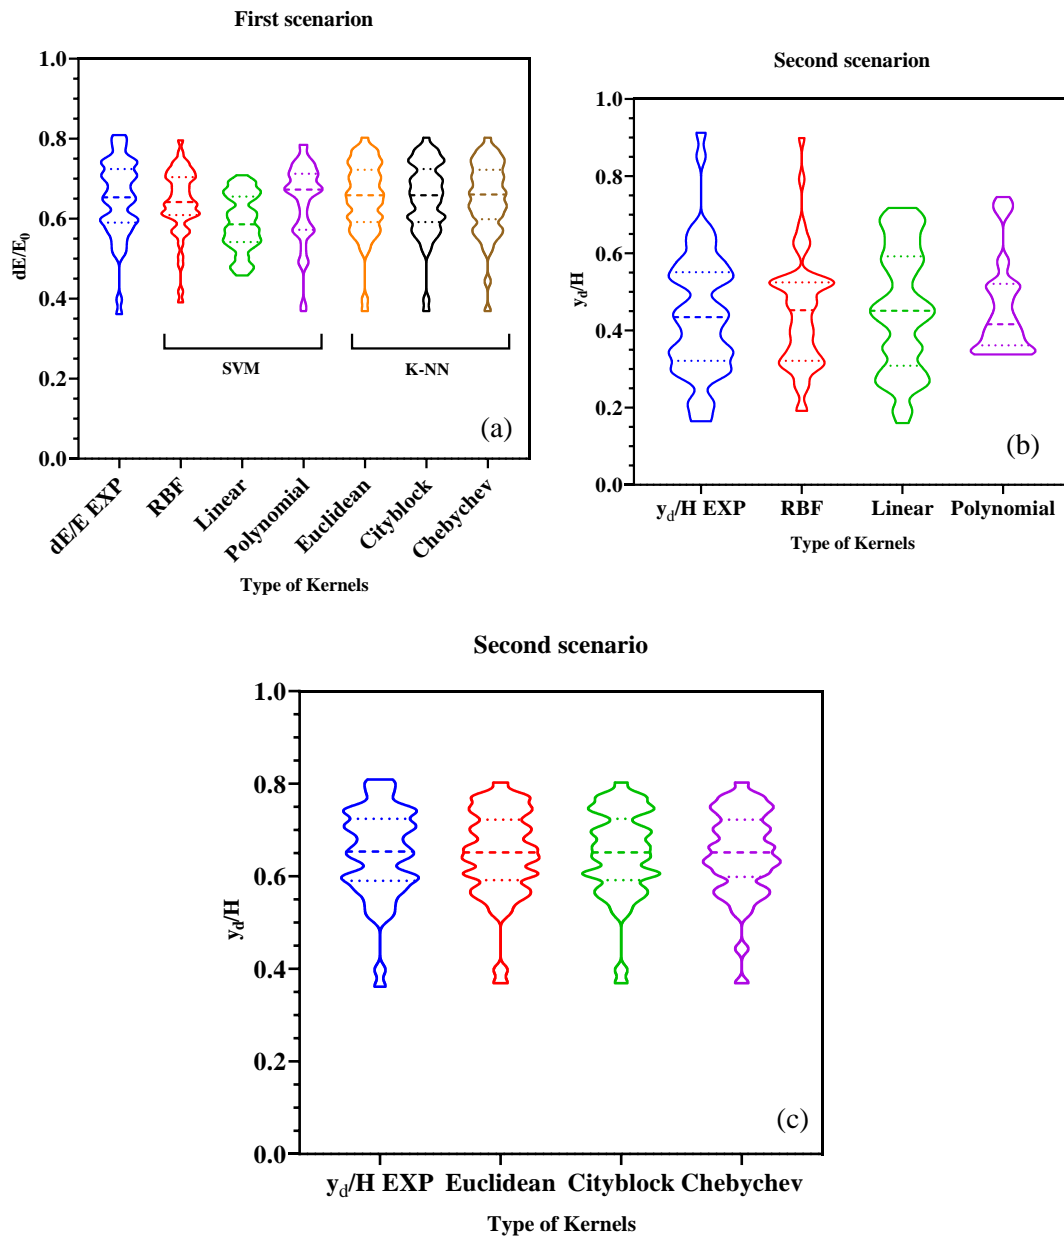 First scenarion
1.0
0.8
0.6
0.4
0.2
0.0
dE/E0
SVM
K-NN
(a)
dE/E EXP
RBF
Linear
Polynomial
Euclidean
Cityblock
Chebychev
Type of Kernels
Second scenarion
1.0
0.8
0.6
0.4
0.2
0.0
yd/H
(b)
yd/H EXP RBF Linear Polynomial
Type of Kernels
Second scenario
1.0
0.8
0.6
0.4
0.2
0.0
yd/H
(c)
yd/H EXP Euclidean Cityblock Chebychev
Type of Kernels